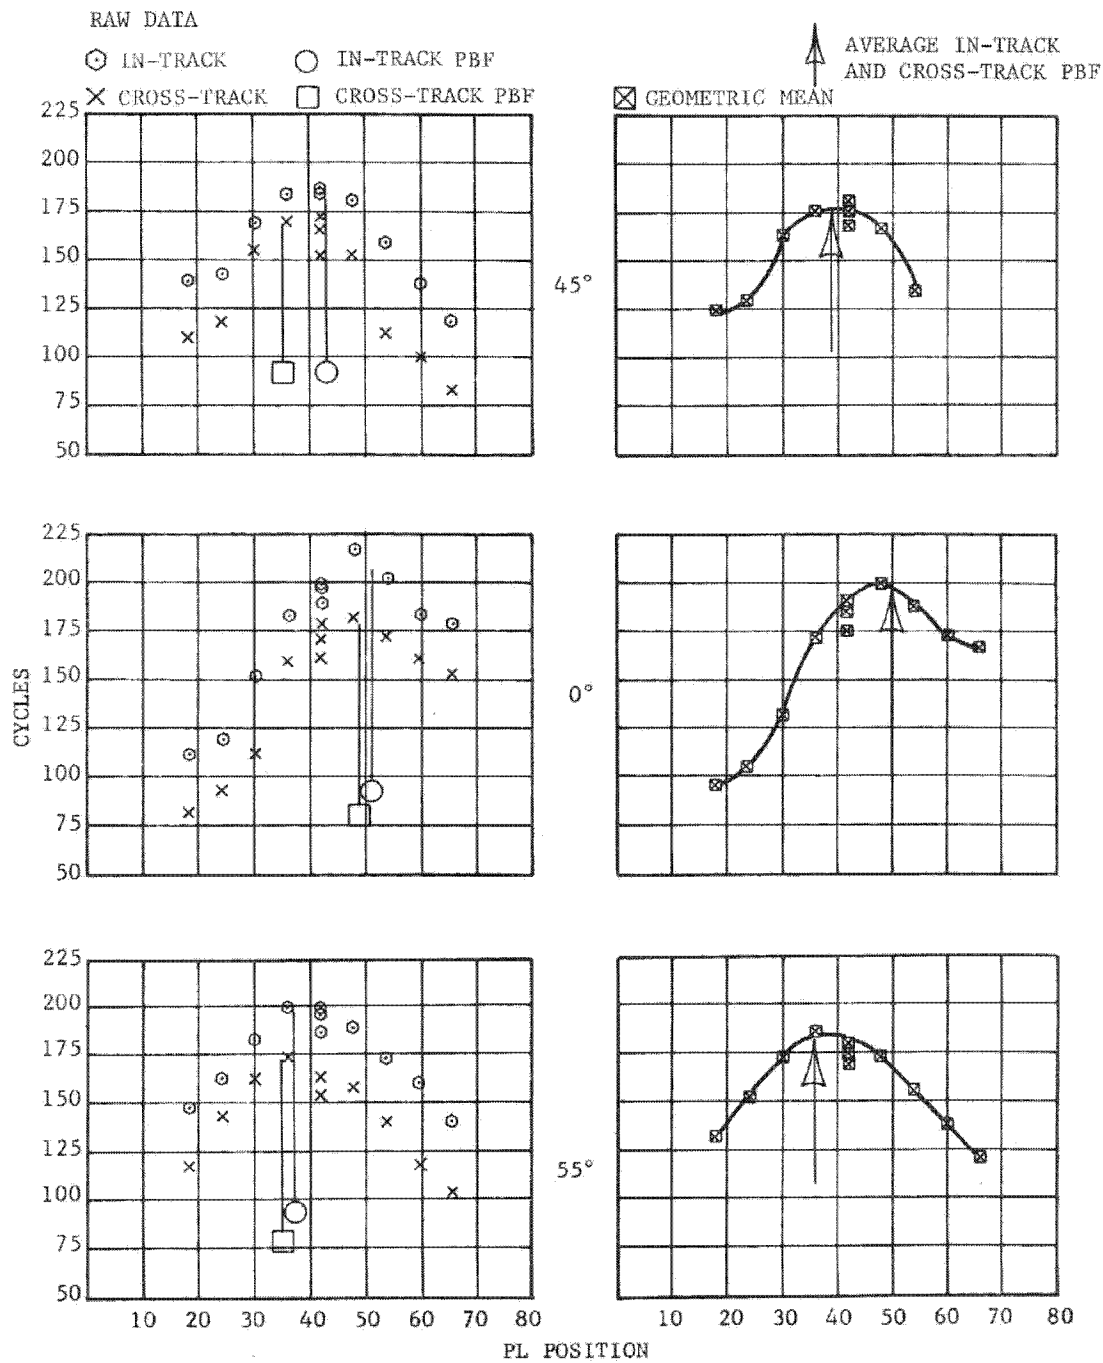 RAW DATA
IN-TRACK
IN-TRACK PBF
CROSS-TRACK
CROSS-TRACK PBF
AVERAGE IN-TRACK
AND CROSS-TRACK PBF
GEOMETRIC MEAN
225
200
175
150
125
100
75
50
45°
225
200
175
150
125
100
75
50
0°
CYCLES
225
200
175
150
125
100
75
50
55°
10 20 30 40 50 60 70 80
10 20 30 40 50 60 70 80
PL POSITION